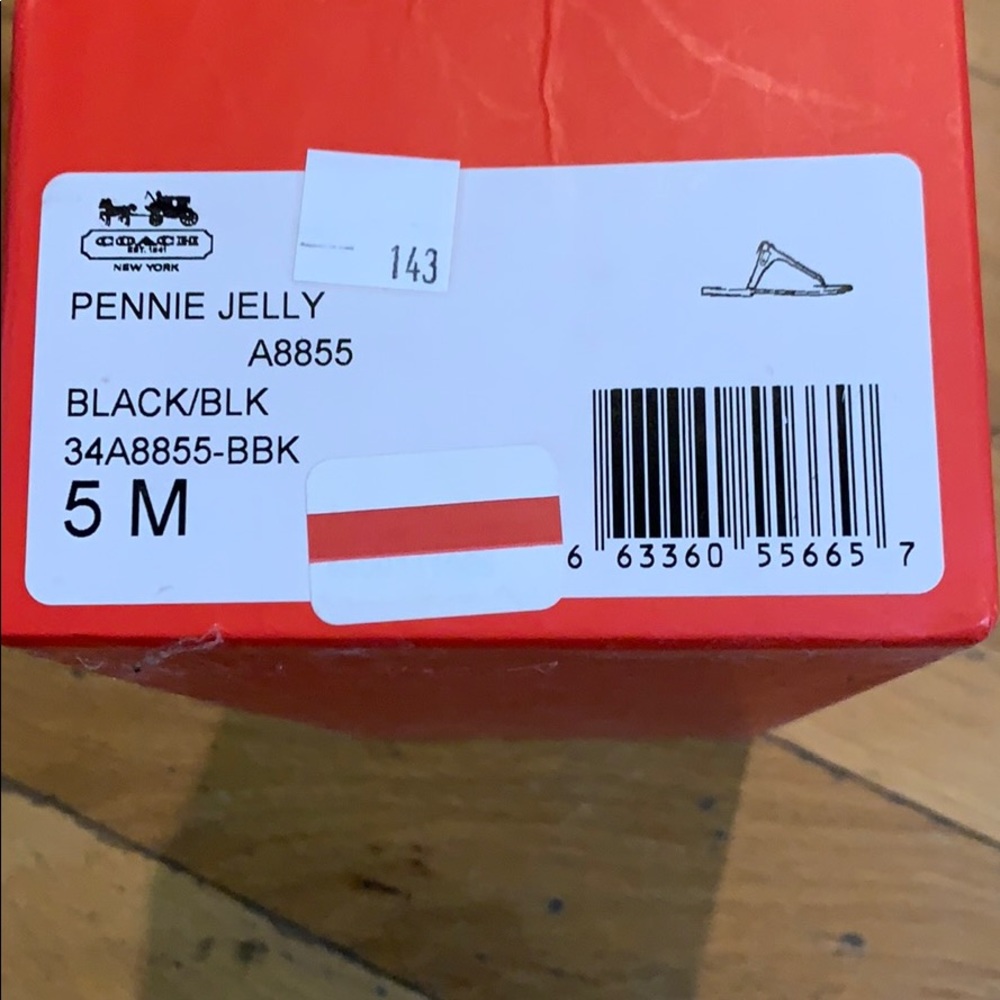 COACH
EST. 1941
NEW YORK
143
PENNIE JELLY
A8855
BLACK/BLK
34A8855-BBK
5 M
6 63360 55665 7